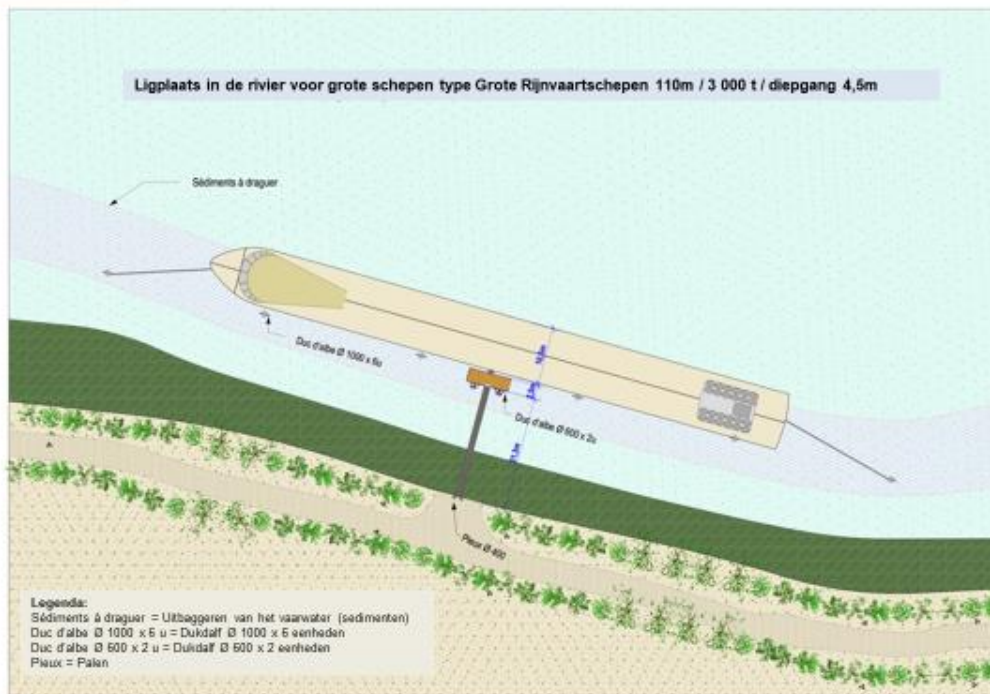 Ligplaats in de rivier voor grote schepen type Grote Rijnvaartschepen 110m / 3 000 t / diepgang 4,5m
Sédiments à draguer
Duc d'albe Ø 1000 x 6u
Duc d'albe Ø 600 x 2u
Pieux Ø 400
Legenda:
Sédiments à draguer = Uitbaggeren van het vaarwater (sedimenten)
Duc d'albe Ø 1000 x 6 u = Dukdalf Ø 1000 x 6 eenheden
Duc d'albe Ø 600 x 2 u = Dukdalf Ø 600 x 2 eenheden
Pieux = Palen